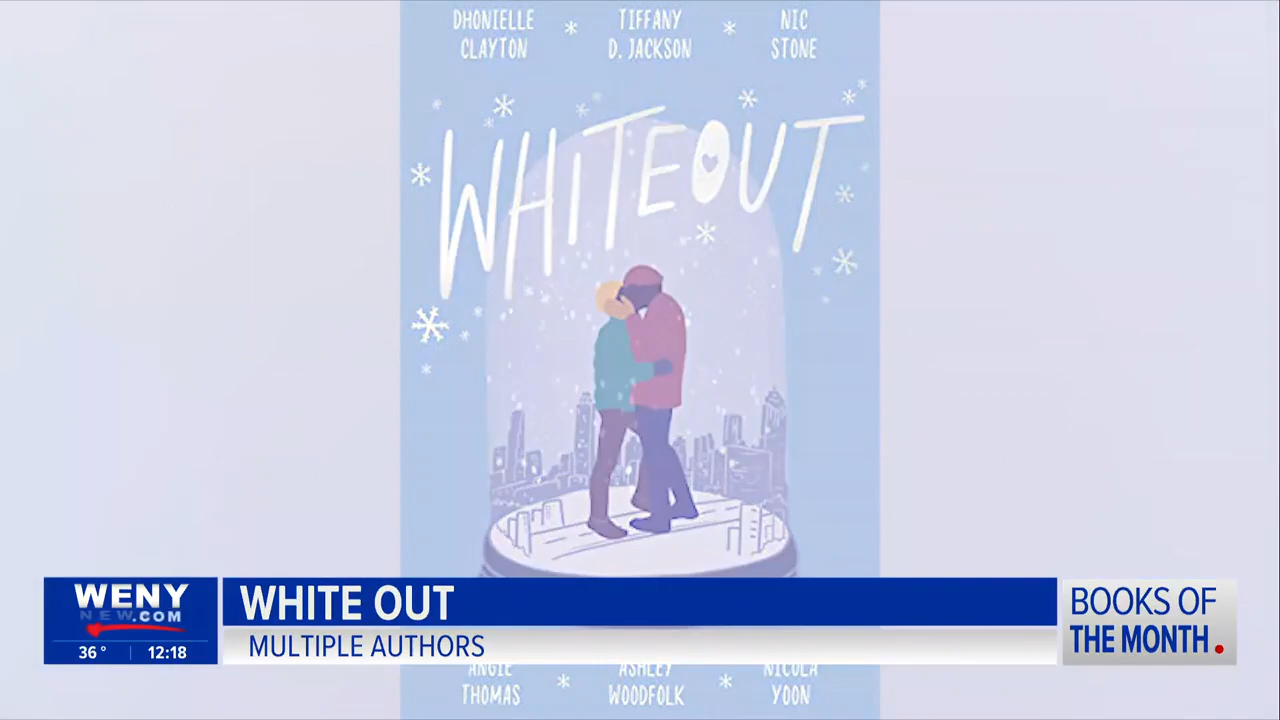 DHONIELLE CLAYTON * TIFFANY D. JACKSON * NIC STONE
WHITEOUT
WENY
NEW.COM
36° | 12:18
WHITE OUT
MULTIPLE AUTHORS
BOOKS OF
THE MONTH.
ANGIE THOMAS * ASHLEY WOODFOLK * NICOLA YOON